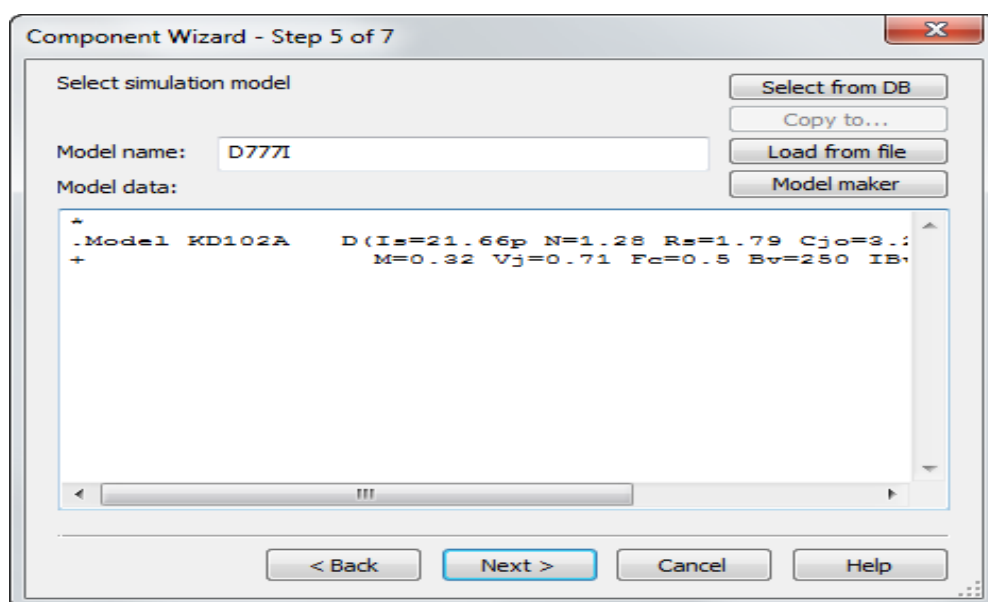 Component Wizard - Step 5 of 7
Select simulation model
Select from DB
Copy to...
Model name: D777I
Load from file
Model data:
Model maker
*
.Model KD102A D(Is=21.66p N=1.28 Rs=1.79 Cjo=3.
+ M=0.32 Vj=0.71 Fc=0.5 Bv=250 IB
< Back Next > Cancel Help